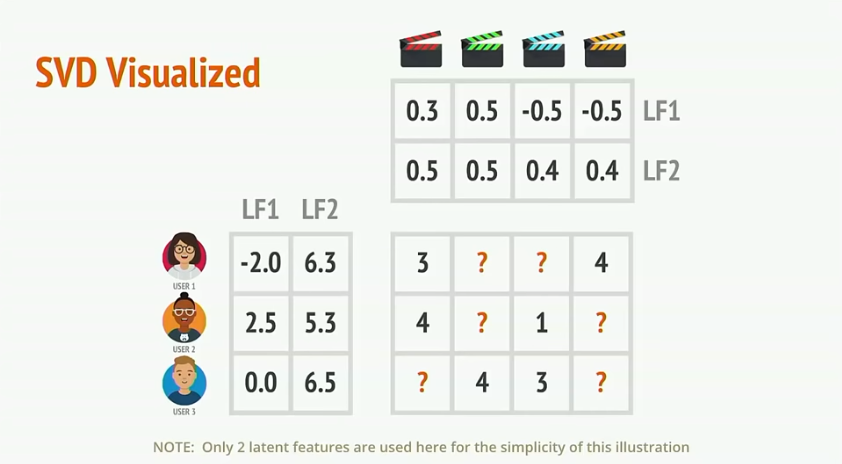 SVD Visualized
0.3 0.5 -0.5 -0.5 LF1
0.5 0.5 0.4 0.4 LF2
LF1 LF2
-2.0 6.3 3 ? ? 4
USER 1
2.5 5.3 4 ? 1 ?
USER 2
0.0 6.5 ? 4 3 ?
USER 3
NOTE: Only 2 latent features are used here for the simplicity of this illustration